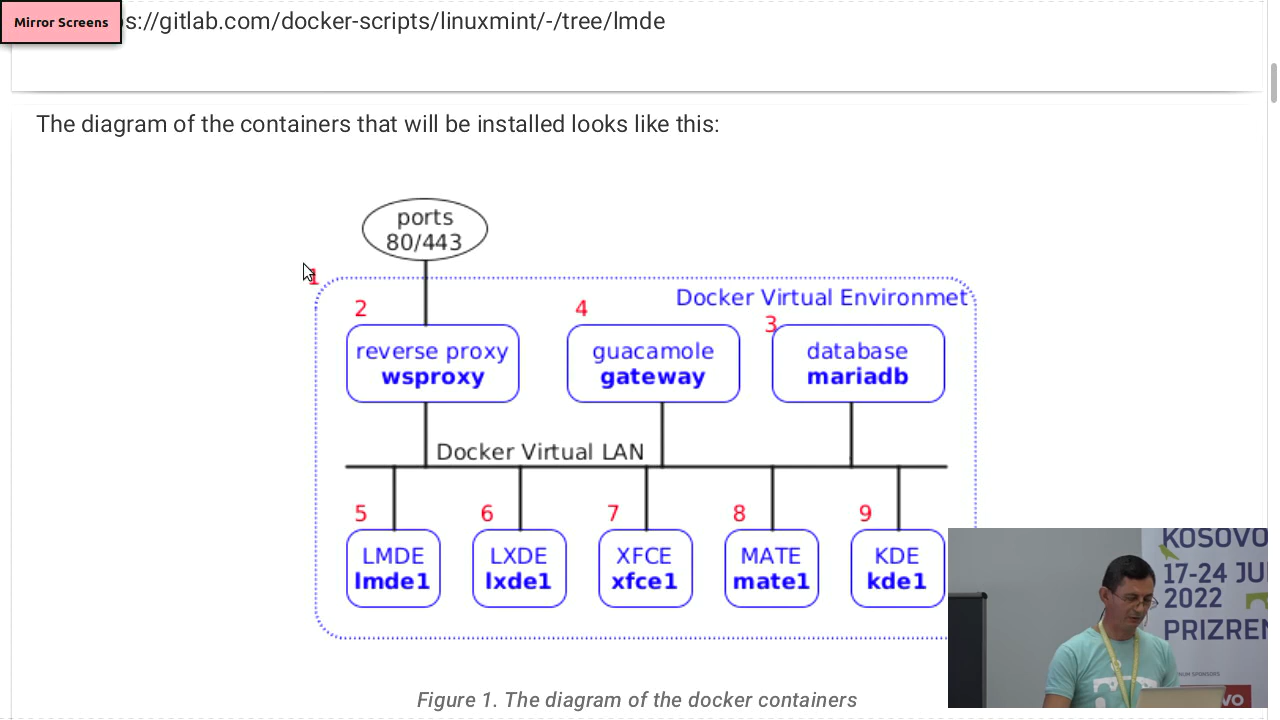 Mirror Screens
s://gitlab.com/docker-scripts/linuxmint/-/tree/lmde
The diagram of the containers that will be installed looks like this:
ports
80/443
1
Docker Virtual Environmet
2
4
3
reverse proxy
wsproxy
guacamole
gateway
database
mariadb
Docker Virtual LAN
5
6
7
8
9
LMDE
lmde1
LXDE
lxde1
XFCE
xfce1
MATE
mate1
KDE
kde1
Figure 1. The diagram of the docker containers
KOSOVO
17-24 JU
2022
PRIZREN